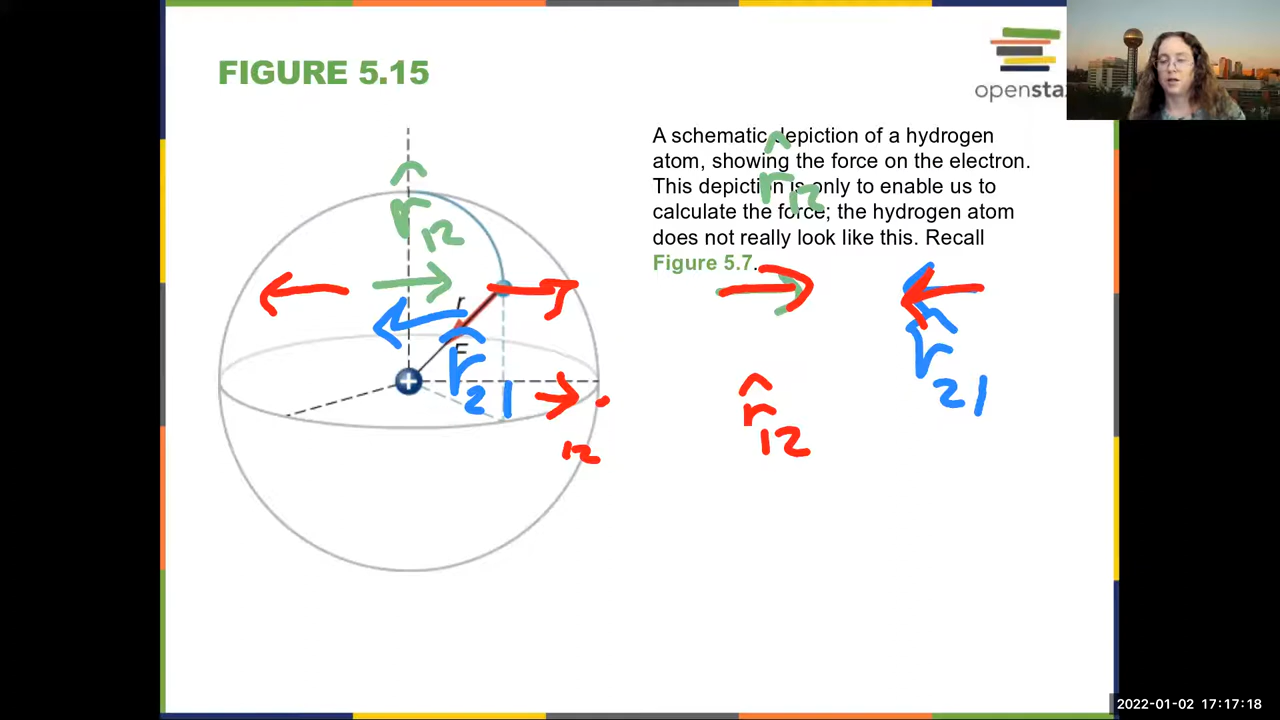 FIGURE 5.15
openstax
A schematic depiction of a hydrogen
atom, showing the force on the electron.
This depiction is only to enable us to
calculate the force; the hydrogen atom
does not really look like this. Recall
Figure 5.7.
r̂12
r̂12
r
F
+
r̂21
r̂21
12
r̂12
2022-01-02 17:17:18